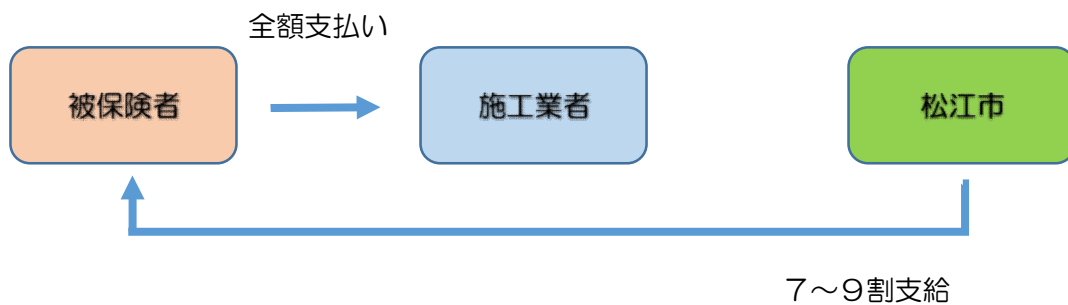 全額支払い
被保険者
施工業者
松江市
７～９割支給